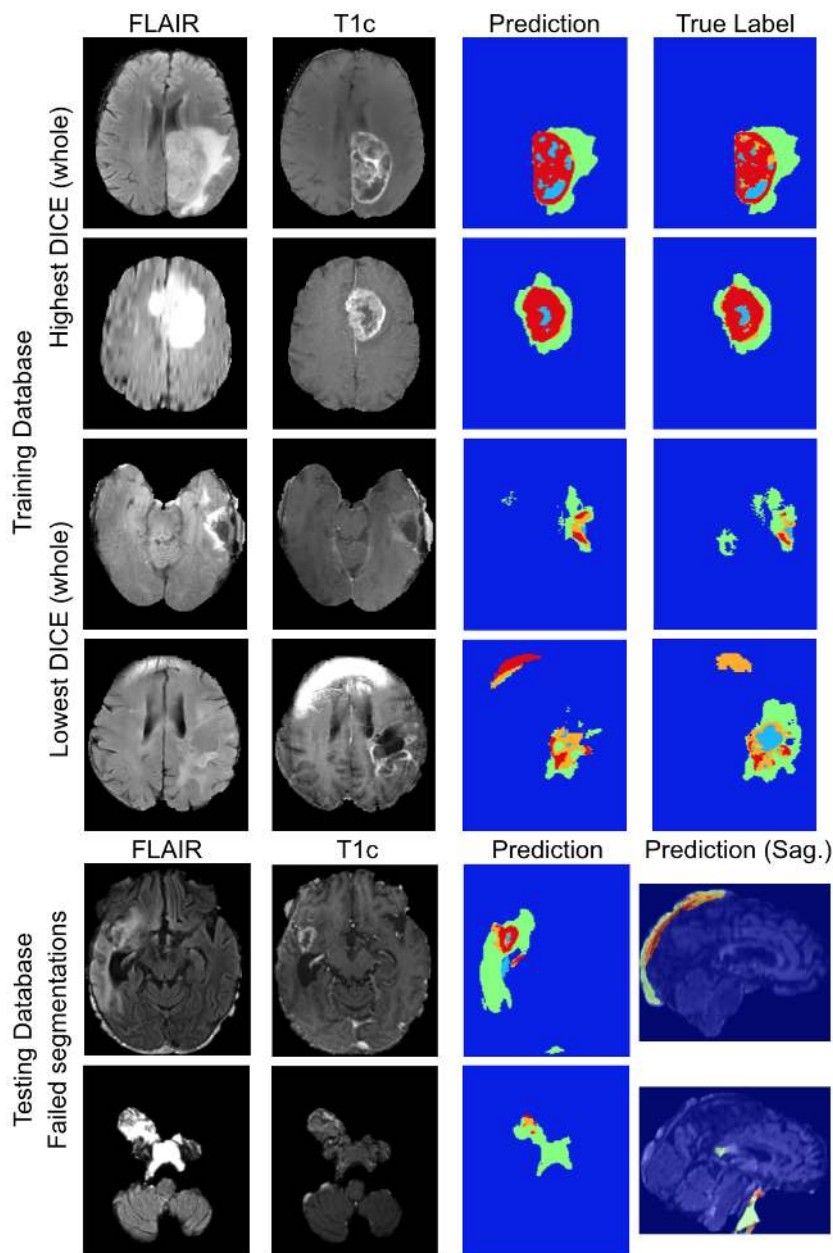 FLAIR T1c Prediction True Label
Training Database
Highest DICE (whole)
Lowest DICE (whole)
FLAIR T1c Prediction Prediction (Sag.)
Testing Database
Failed segmentations